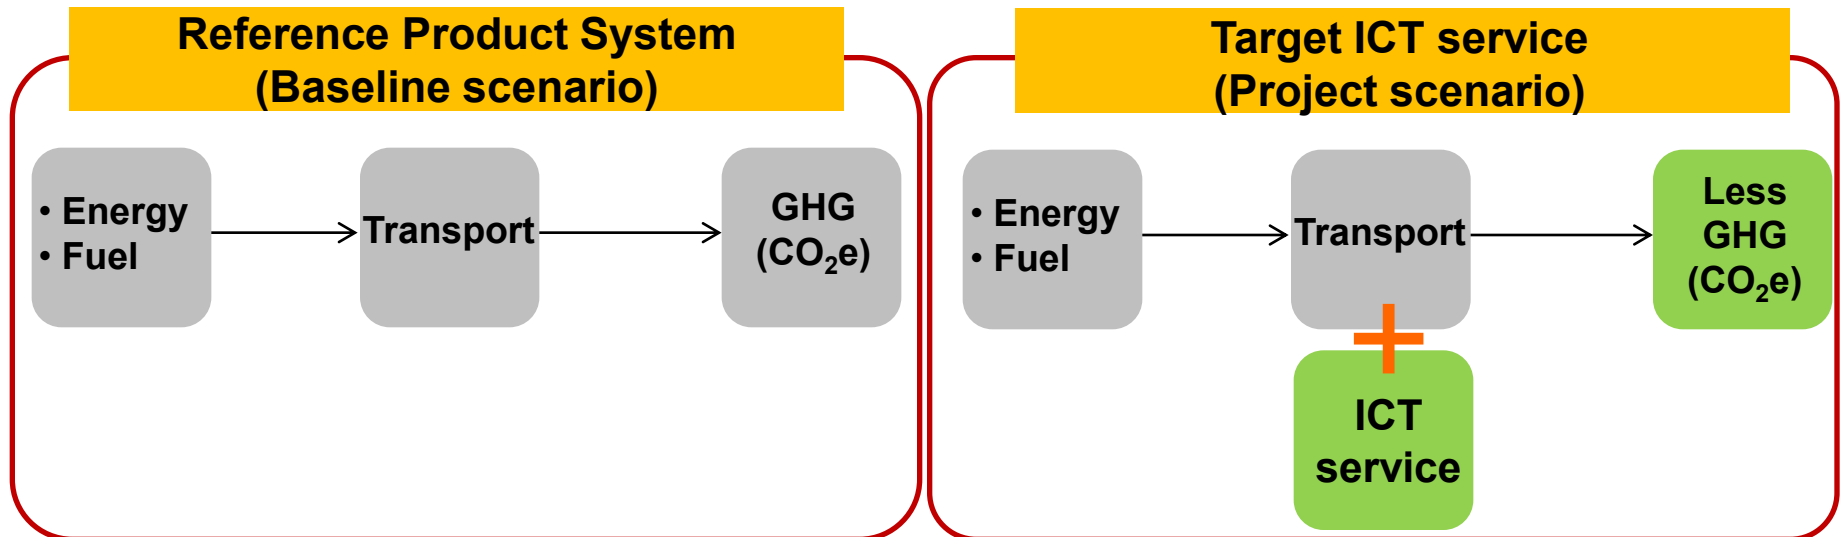 Reference Product System
(Baseline scenario)
• Energy
• Fuel
Transport
GHG
(CO₂e)
Target ICT service
(Project scenario)
• Energy
• Fuel
Transport
Less
GHG
(CO₂e)
ICT
service